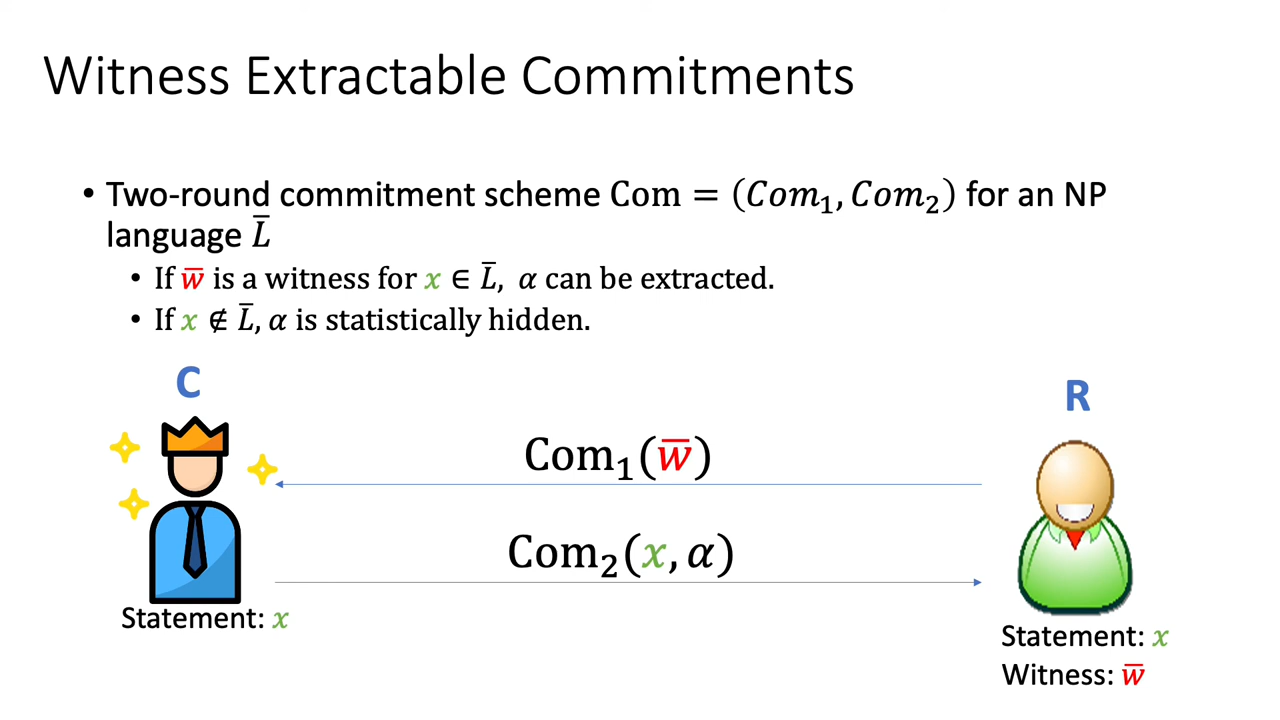 Witness Extractable Commitments
• Two-round commitment scheme Com = (Com₁, Com₂) for an NP
language L̅
• If w̅ is a witness for x ∈ L̅, α can be extracted.
• If x ∉ L̅, α is statistically hidden.
C
R
Com₁(w̅)
Com₂(x, α)
Statement: x
Statement: x
Witness: w̅